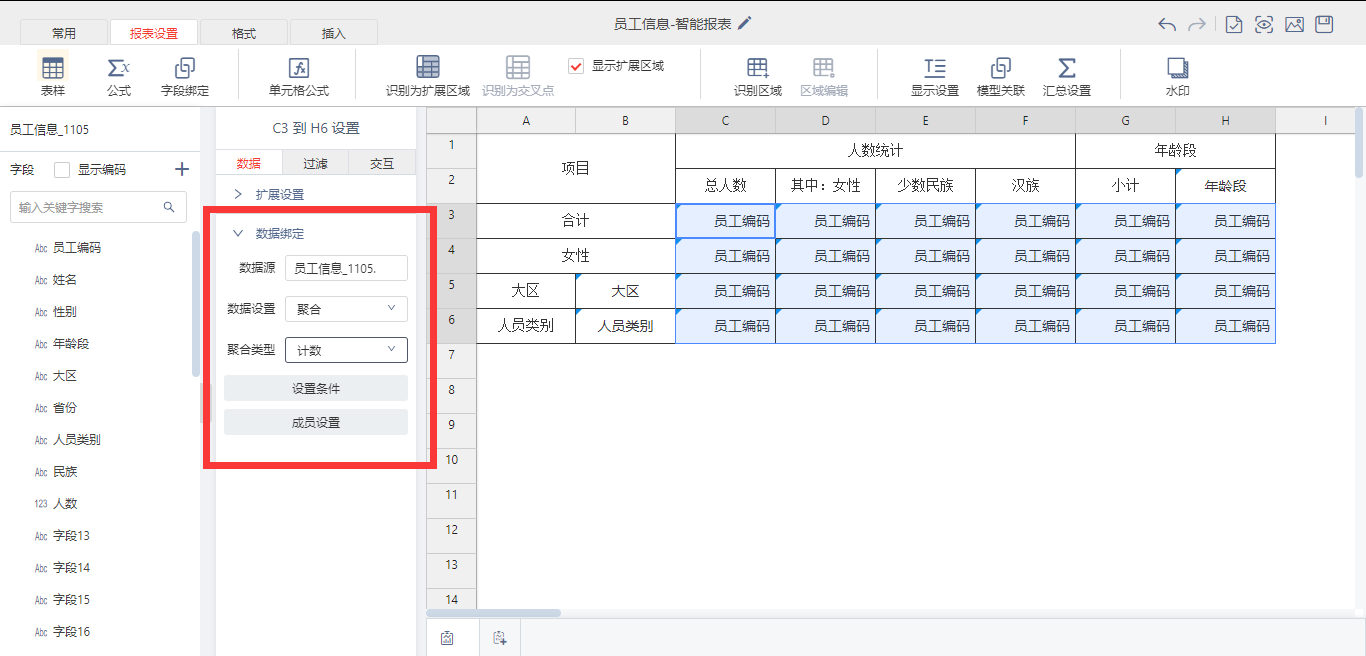 员工信息-智能报表
常用 报表设置 格式 插入
表样 公式 字段绑定 单元格公式 识别为扩展区域 识别为交叉点 显示扩展区域 识别区域 区域编辑 显示设置 模型关联 汇总设置 水印
员工信息_1105
字段 显示编码
输入关键字搜索
Abc 员工编码
Abc 姓名
Abc 性别
Abc 年龄段
Abc 大区
Abc 省份
Abc 人员类别
Abc 民族
123 人数
Abc 字段13
Abc 字段14
Abc 字段15
Abc 字段16
C3 到 H6 设置
数据 过滤 交互
扩展设置
数据绑定
数据源 员工信息_1105.
数据设置 聚合
聚合类型 计数
设置条件
成员设置
A B C D E F G H I
1 项目 人数统计 年龄段
2 总人数 其中：女性 少数民族 汉族 小计 年龄段
3 合计 员工编码 员工编码 员工编码 员工编码 员工编码 员工编码
4 女性 员工编码 员工编码 员工编码 员工编码 员工编码 员工编码
5 大区 大区 员工编码 员工编码 员工编码 员工编码 员工编码 员工编码
6 人员类别 人员类别 员工编码 员工编码 员工编码 员工编码 员工编码 员工编码
7
8
9
10
11
12
13
14